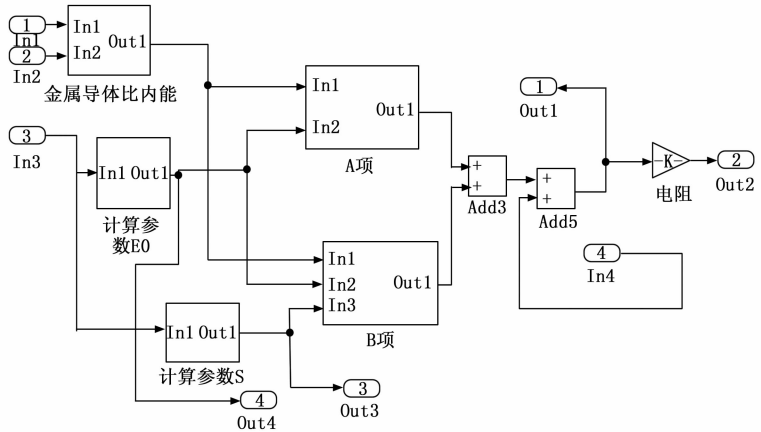 1
In1
2
In2
In1
In2
Out1
金属导体比内能
3
In3
In1 Out1
计算参
数E0
In1
In2
Out1
A项
In1
In2
In3
Out1
B项
In1 Out1
计算参数S
4
Out4
3
Out3
+
+
Add3
+
+
Add5
1
Out1
-K-
电阻
2
Out2
4
In4